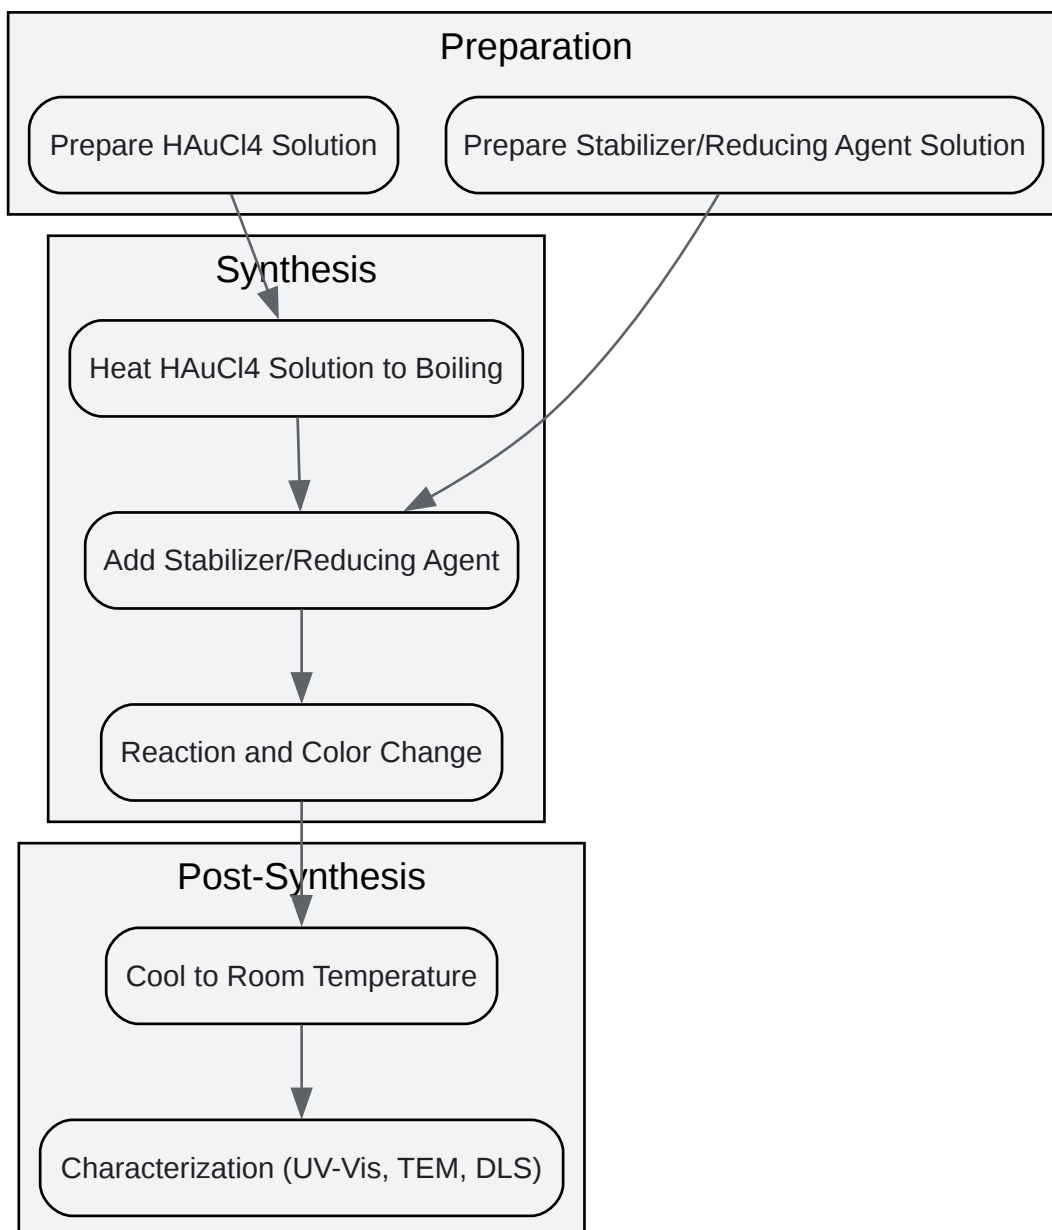 Preparation
Prepare HAuCl4 Solution
Prepare Stabilizer/Reducing Agent Solution
Synthesis
Heat HAuCl4 Solution to Boiling
Add Stabilizer/Reducing Agent
Reaction and Color Change
Post-Synthesis
Cool to Room Temperature
Characterization (UV-Vis, TEM, DLS)